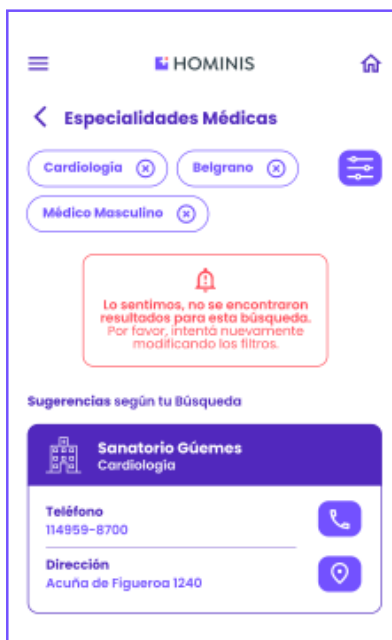 HOMINIS
Especialidades Médicas
Cardiología
Belgrano
Médico Masculino
Lo sentimos, no se encontraron
resultados para esta búsqueda.
Por favor, intentá nuevamente
modificando los filtros.
Sugerencias según tu Búsqueda
Sanatorio Güemes
Cardiología
Teléfono
114959-8700
Dirección
Acuña de Figueroa 1240